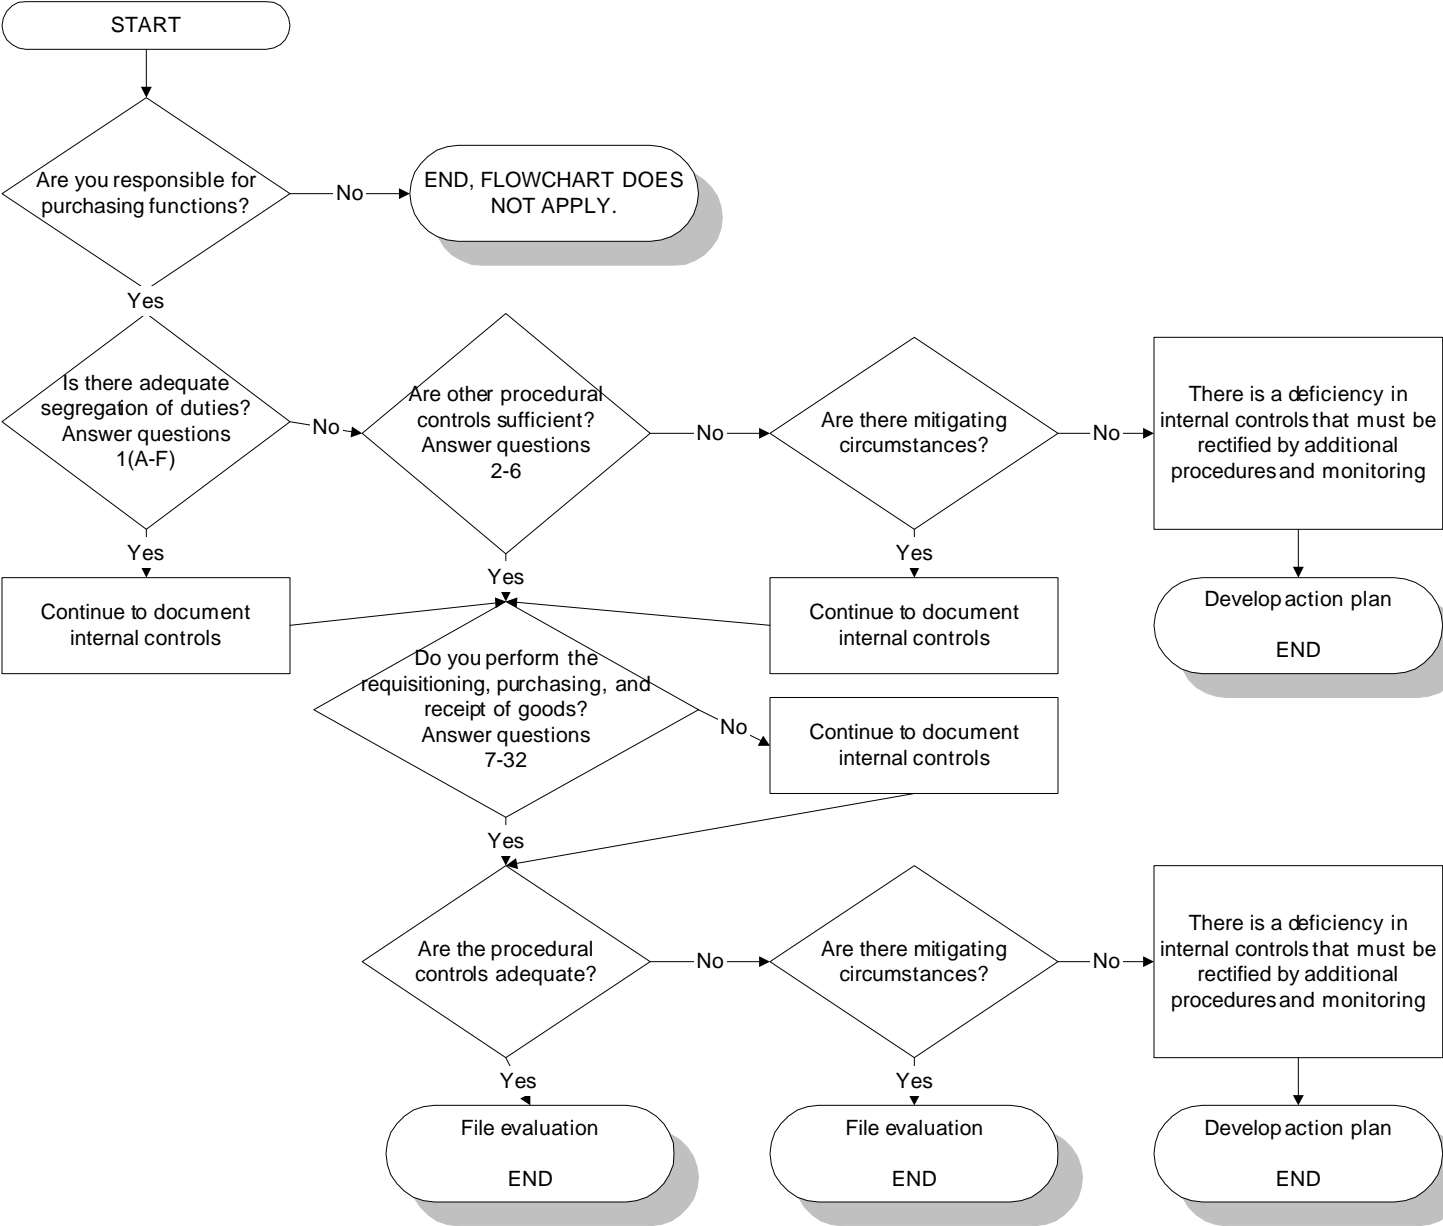 START
Are you responsible for
purchasing functions?
No
END, FLOWCHART DOES
NOT APPLY.
Yes
Is there adequate
segregation of duties?
Answer questions
1(A-F)
No
Are other procedural
controls sufficient?
Answer questions
2-6
No
Are there mitigating
circumstances?
No
There is a deficiency in
internal controls that must be
rectified by additional
procedures and monitoring
Yes
Continue to document
internal controls
Yes
Yes
Continue to document
internal controls
Develop action plan
END
Do you perform the
requisitioning, purchasing, and
receipt of goods?
Answer questions
7-32
No
Continue to document
internal controls
Yes
Are the procedural
controls adequate?
No
Are there mitigating
circumstances?
No
There is a deficiency in
internal controls that must be
rectified by additional
procedures and monitoring
Yes
File evaluation
END
Yes
File evaluation
END
Develop action plan
END